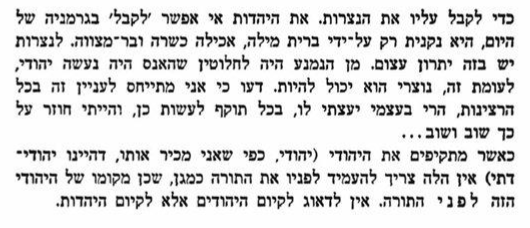 כדי לקבל עליו את הנצרות. את היהדות אי אפשר ׳לקבל׳ בגרמניה של
היום, היא נקנית רק על־ידי ברית מילה, אכילה כשרה ובר־מצווה. לנצרות
יש בזה יתרון עצום. מן הנמנע היה לחלוטין שהאנס היה נעשה יהודי,
לעומת זה, נוצרי הוא יכול להיות. דעו כי אני מתייחס לעניין זה בכל
הרצינות, הרי בעצמי יעצתי לו, בכל תוקף לעשות כן, והייתי חוזר על
כך שוב ושוב...
כאשר מתקיפים את היהודי (יהודי, כפי שאני מכיר אותו, דהיינו יהודי־
דתי) אין הלה צריך להעמיד לפניו את התורה כמגן, שכן מקומו של היהודי
הזה לפני התורה. אין לדאוג לקיום היהודים אלא לקיום היהדות.